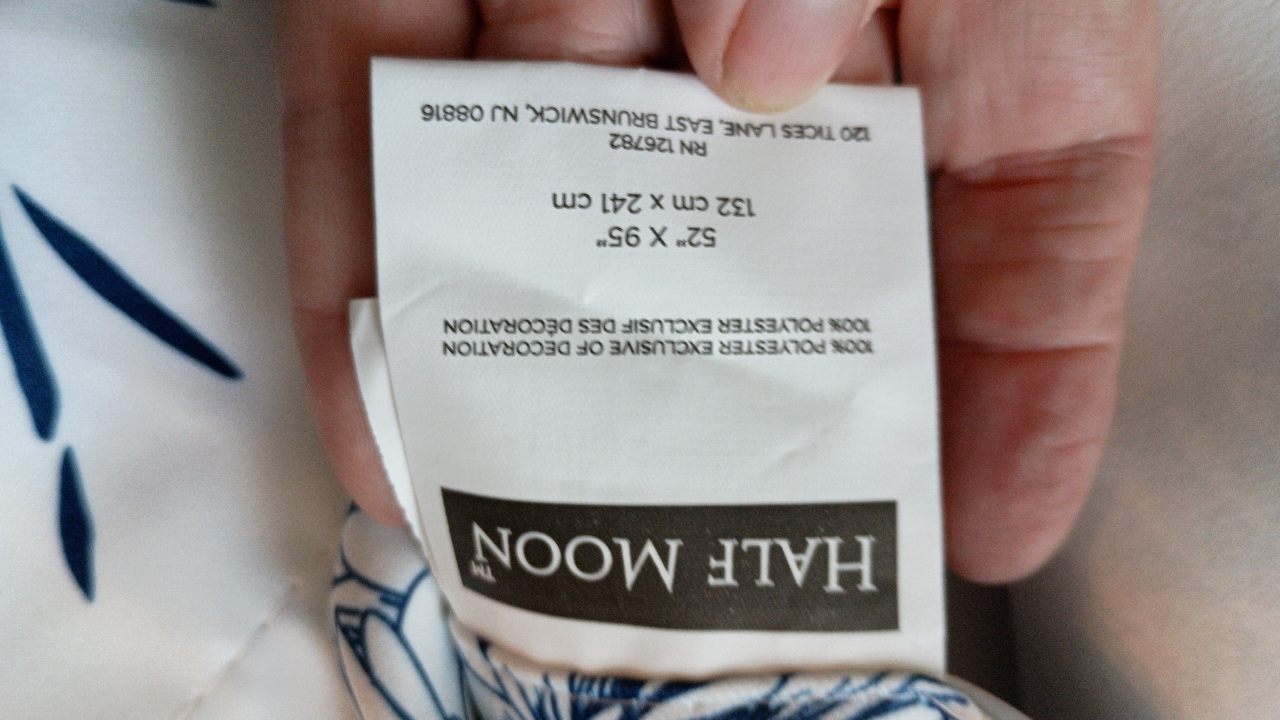 HALF MOON™
100% POLYESTER EXCLUSIVE OF DECORATION
100% POLYESTER EXCLUSIF DES DÉCORATION
52" X 95"
132 cm x 241 cm
RN 126782
120 TICES LANE, EAST BRUNSWICK, NJ 08816